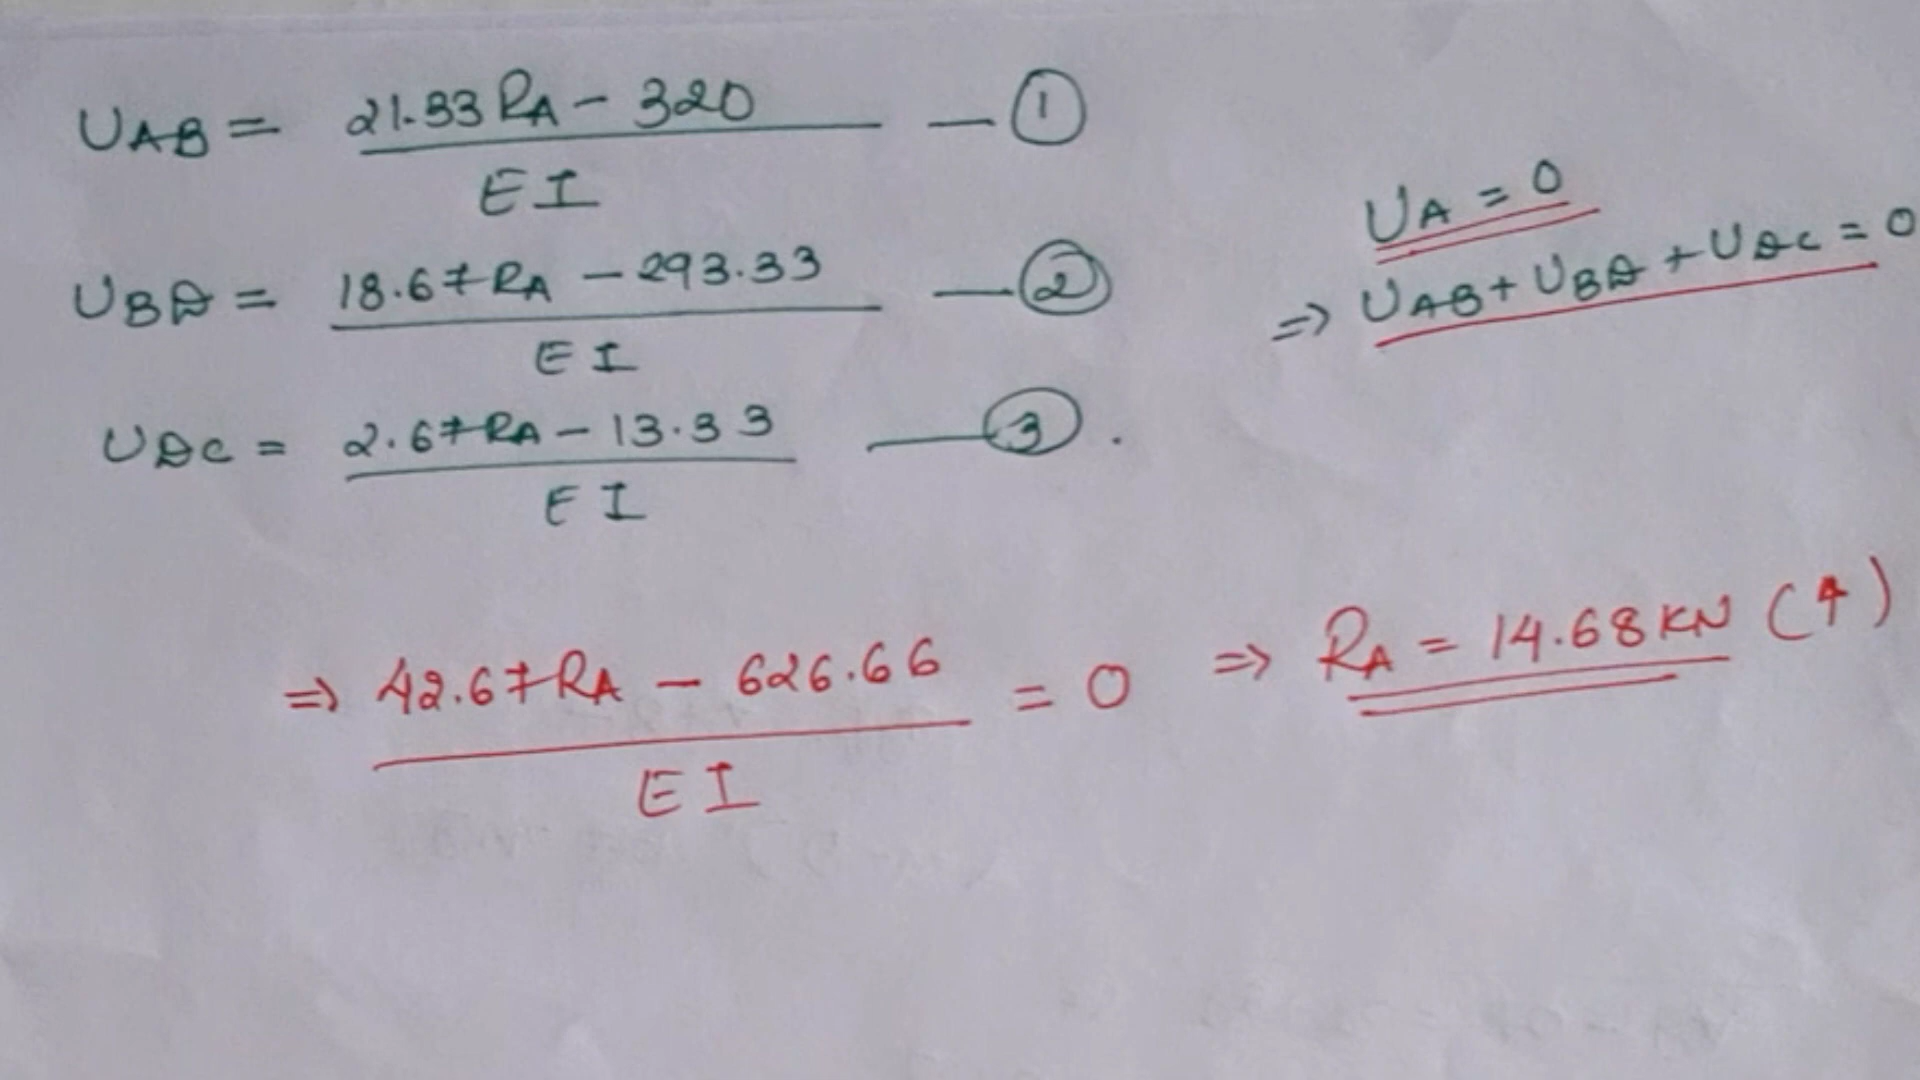 UAB = 21.33 RA - 320 / EI — ①
UBD = 18.67 RA - 293.33 / EI — ②
UDC = 2.67 RA - 13.33 / EI — ③.
UA = 0
⇒ UAB + UBD + UDC = 0
⇒ 42.67 RA - 626.66 / EI = 0 ⇒ RA = 14.68 KN (↑)